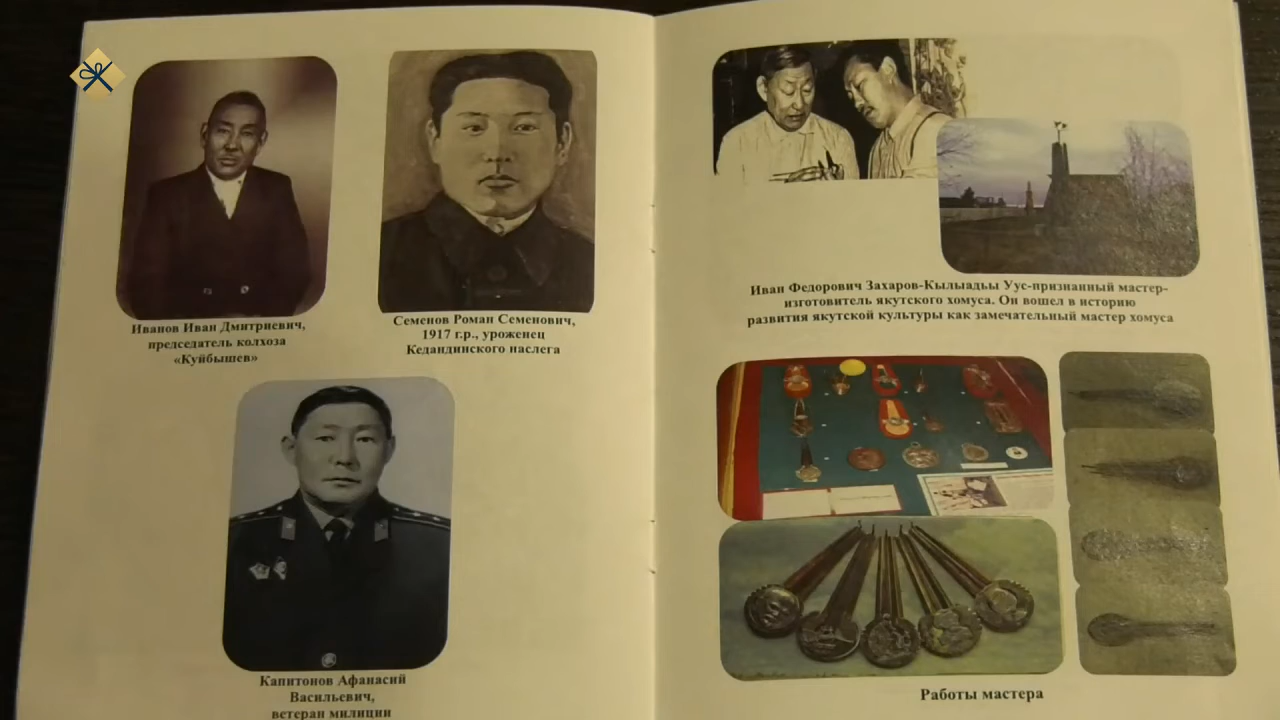 Иванов Иван Дмитриевич,
председатель колхоза
«Куйбышев»
Семенов Роман Семенович,
1917 г.р., уроженец
Кедандинского наслега
Капитонов Афанасий
Васильевич,
ветеран милиции
Иван Федорович Захаров-Кылыадьы Уус-признанный мастер-
изготовитель якутского хомуса. Он вошел в историю
развития якутской культуры как замечательный мастер хомуса
Работы мастера